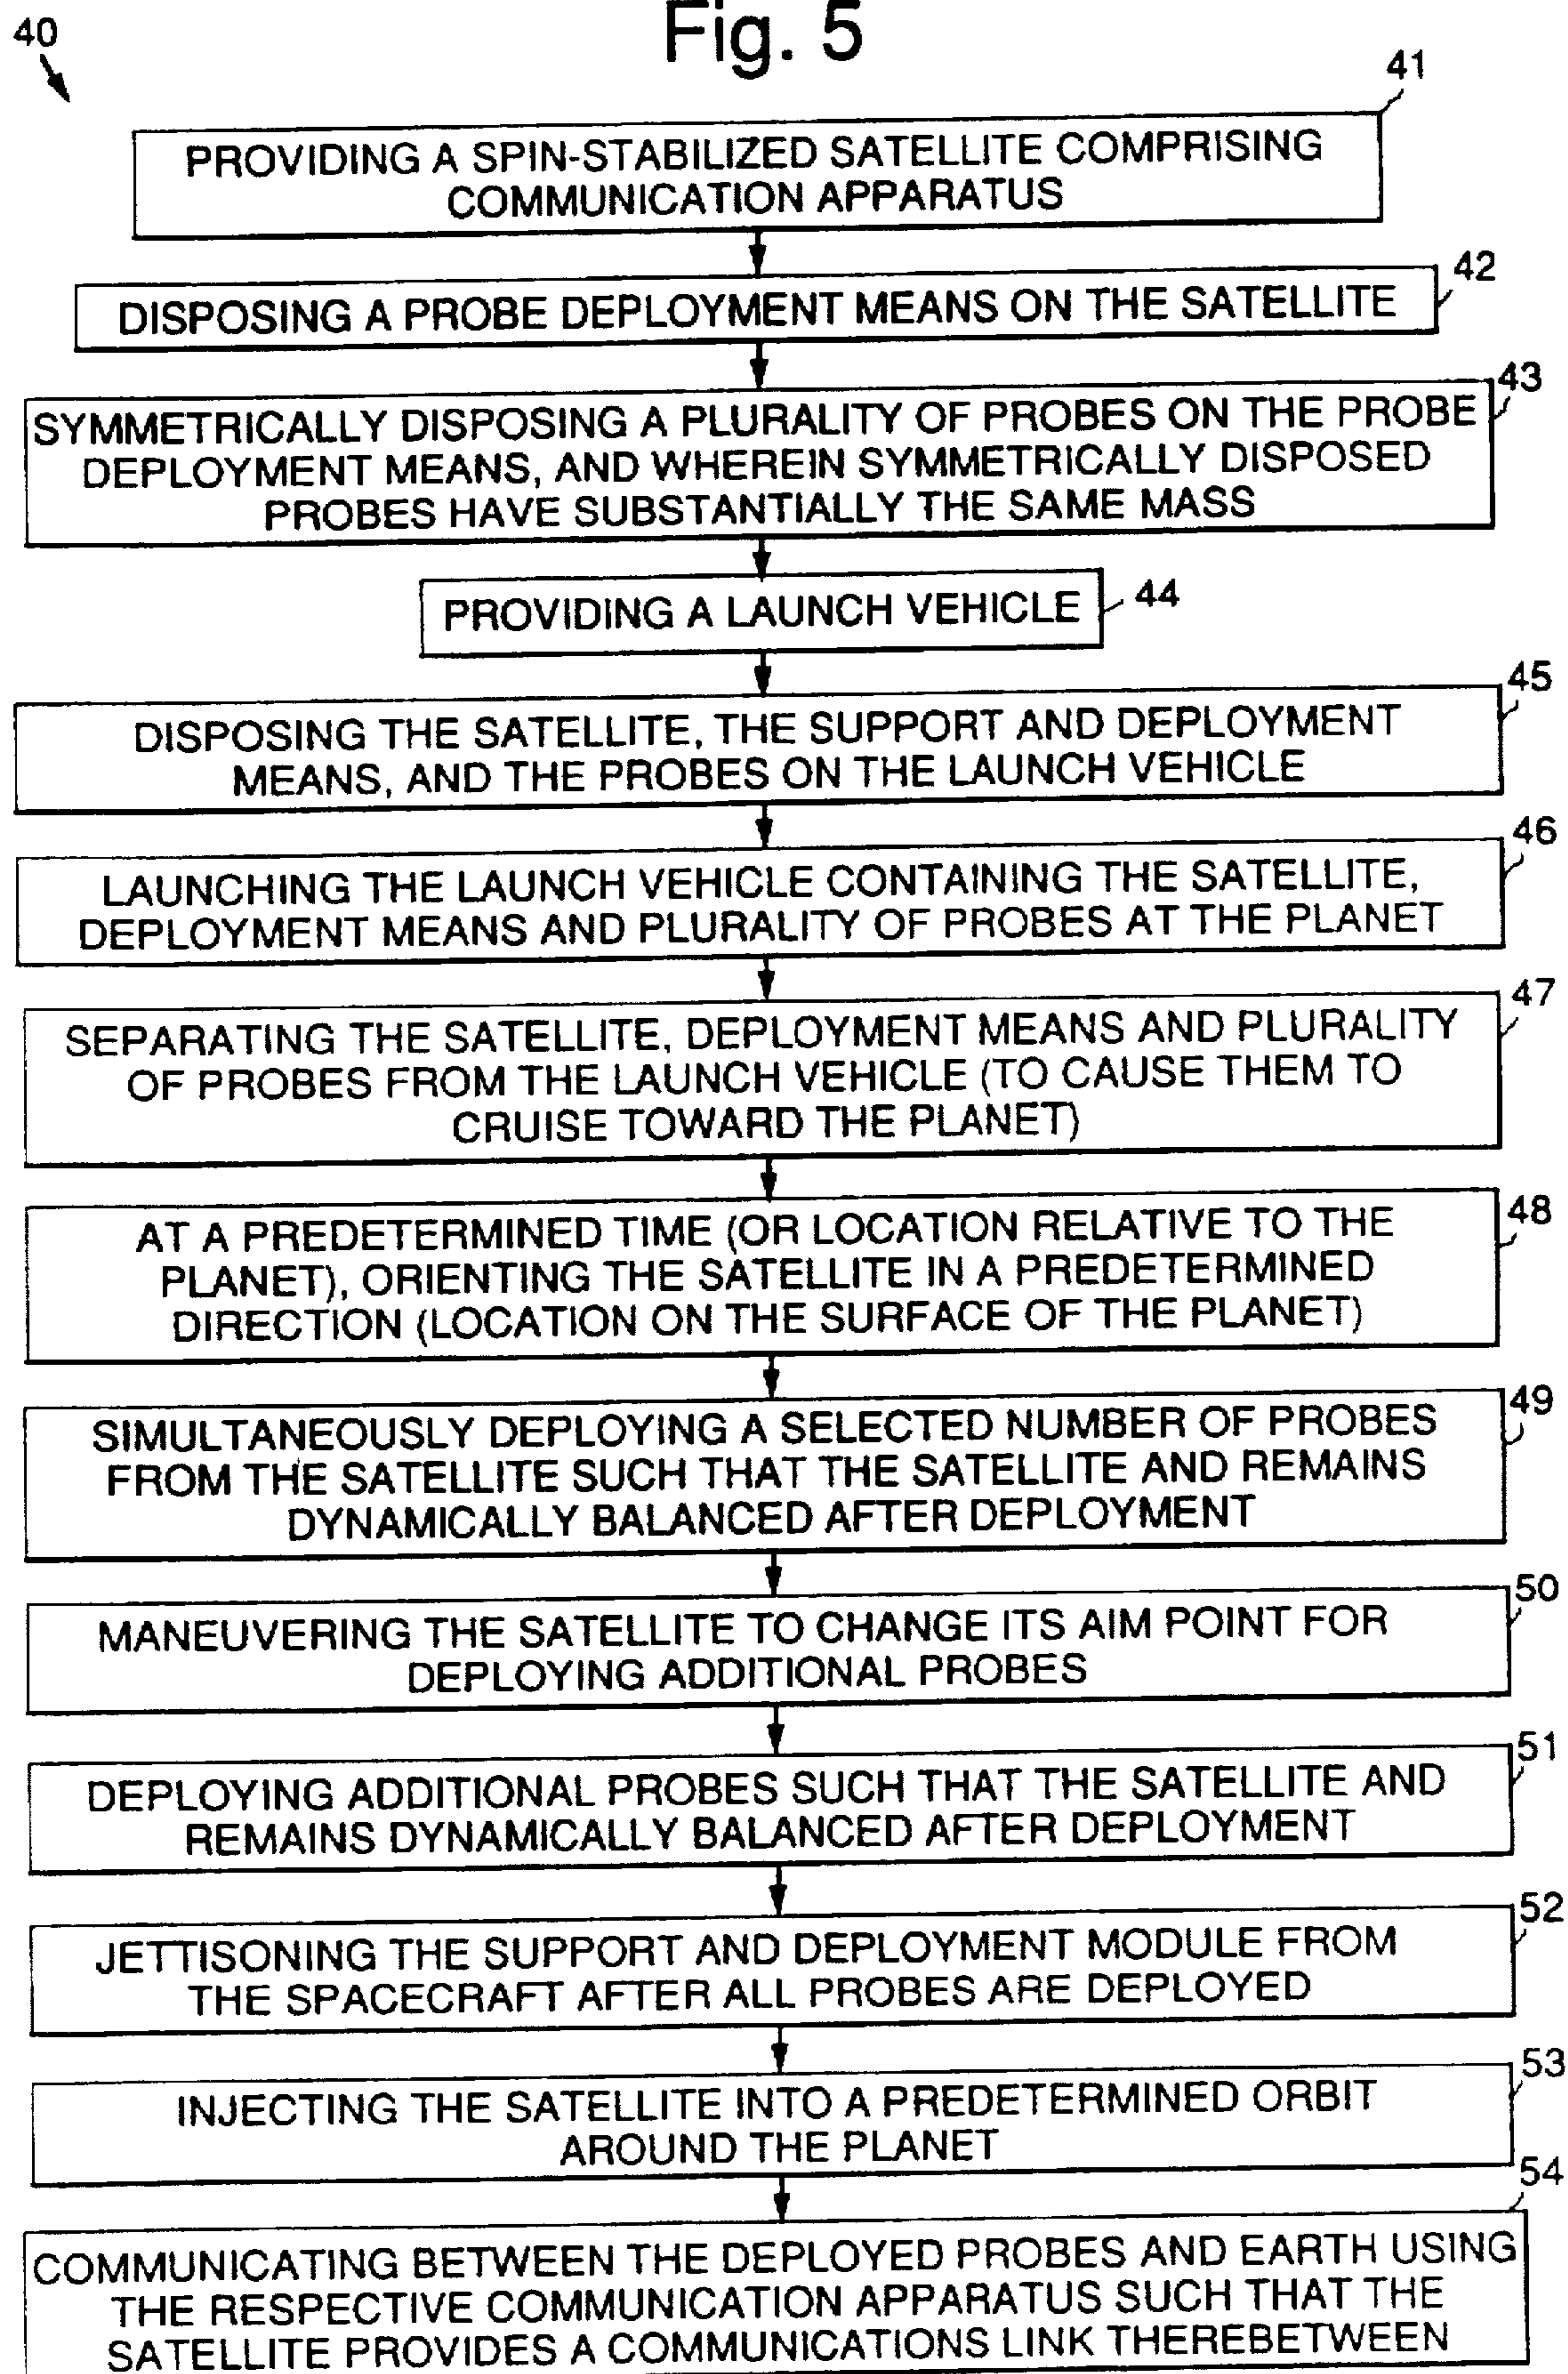 Fig. 5
40
41
PROVIDING A SPIN-STABILIZED SATELLITE COMPRISING
COMMUNICATION APPARATUS
42
DISPOSING A PROBE DEPLOYMENT MEANS ON THE SATELLITE
43
SYMMETRICALLY DISPOSING A PLURALITY OF PROBES ON THE PROBE
DEPLOYMENT MEANS, AND WHEREIN SYMMETRICALLY DISPOSED
PROBES HAVE SUBSTANTIALLY THE SAME MASS
PROVIDING A LAUNCH VEHICLE
44
45
DISPOSING THE SATELLITE, THE SUPPORT AND DEPLOYMENT
MEANS, AND THE PROBES ON THE LAUNCH VEHICLE
46
LAUNCHING THE LAUNCH VEHICLE CONTAINING THE SATELLITE,
DEPLOYMENT MEANS AND PLURALITY OF PROBES AT THE PLANET
47
SEPARATING THE SATELLITE, DEPLOYMENT MEANS AND PLURALITY
OF PROBES FROM THE LAUNCH VEHICLE (TO CAUSE THEM TO
CRUISE TOWARD THE PLANET)
48
AT A PREDETERMINED TIME (OR LOCATION RELATIVE TO THE
PLANET), ORIENTING THE SATELLITE IN A PREDETERMINED
DIRECTION (LOCATION ON THE SURFACE OF THE PLANET)
49
SIMULTANEOUSLY DEPLOYING A SELECTED NUMBER OF PROBES
FROM THE SATELLITE SUCH THAT THE SATELLITE AND REMAINS
DYNAMICALLY BALANCED AFTER DEPLOYMENT
50
MANEUVERING THE SATELLITE TO CHANGE ITS AIM POINT FOR
DEPLOYING ADDITIONAL PROBES
51
DEPLOYING ADDITIONAL PROBES SUCH THAT THE SATELLITE AND
REMAINS DYNAMICALLY BALANCED AFTER DEPLOYMENT
52
JETTISONING THE SUPPORT AND DEPLOYMENT MODULE FROM
THE SPACECRAFT AFTER ALL PROBES ARE DEPLOYED
53
INJECTING THE SATELLITE INTO A PREDETERMINED ORBIT
AROUND THE PLANET
54
COMMUNICATING BETWEEN THE DEPLOYED PROBES AND EARTH USING
THE RESPECTIVE COMMUNICATION APPARATUS SUCH THAT THE
SATELLITE PROVIDES A COMMUNICATIONS LINK THEREBETWEEN